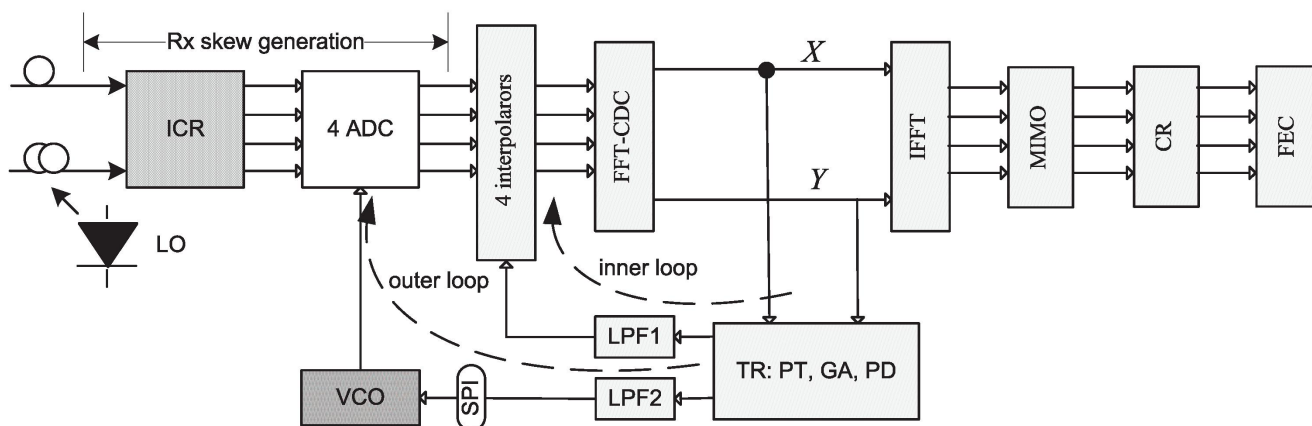 Rx skew generation
ICR
4 ADC
4 interpolarors
FFT-CDC
X
Y
IFFT
MIMO
CR
FEC
LO
outer loop
inner loop
LPF1
TR: PT, GA, PD
VCO
SPI
LPF2